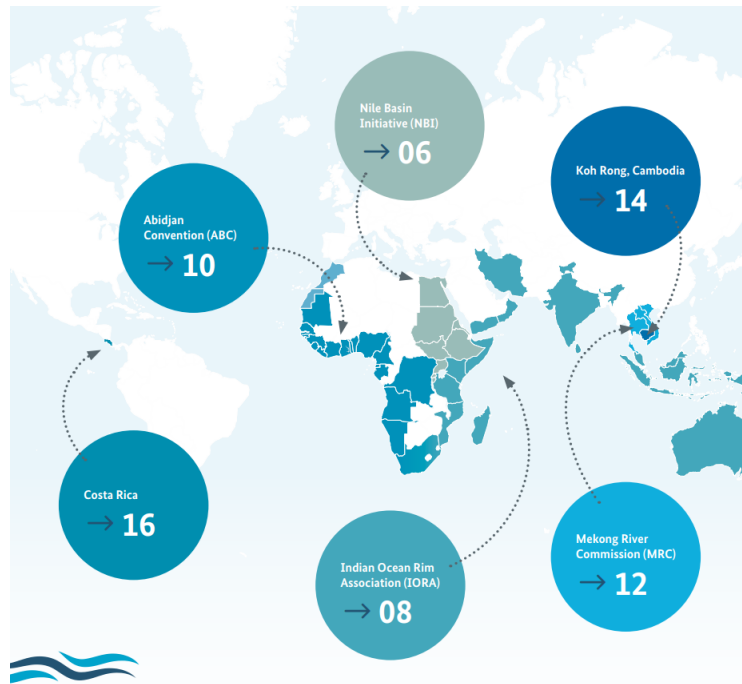 Nile Basin
Initiative (NBI)
→ 06
Koh Rong, Cambodia
→ 14
Abidjan
Convention (ABC)
→ 10
Costa Rica
→ 16
Indian Ocean Rim
Association (IORA)
→ 08
Mekong River
Commission (MRC)
→ 12